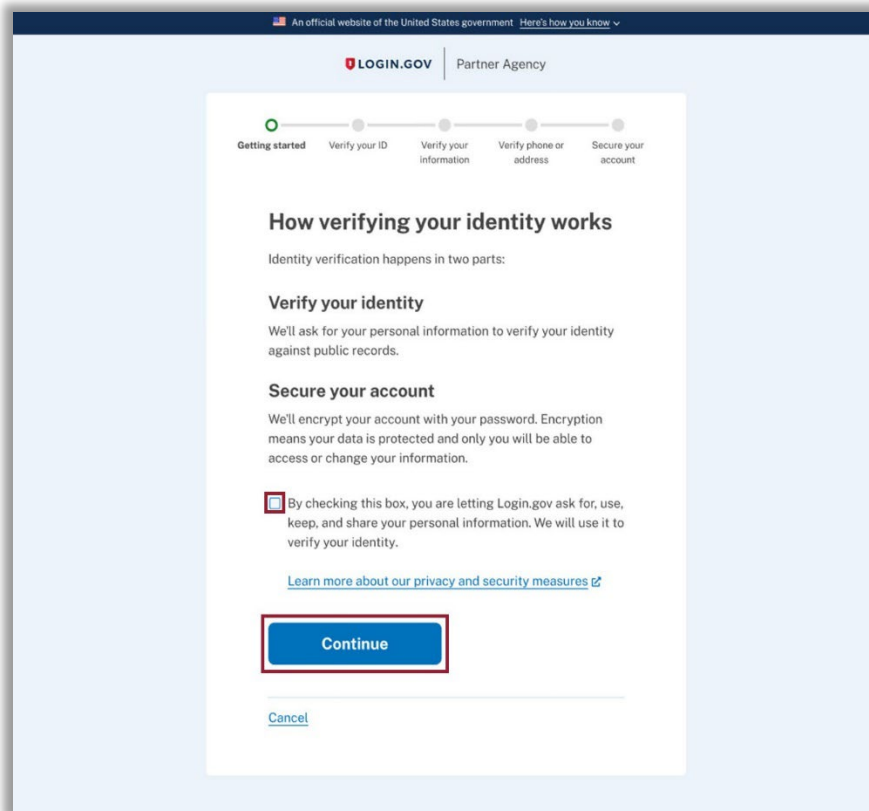 An official website of the United States government Here's how you know
LOGIN.GOV Partner Agency
Getting started Verify your ID Verify your information Verify phone or address Secure your account
How verifying your identity works
Identity verification happens in two parts:
Verify your identity
We'll ask for your personal information to verify your identity
against public records.
Secure your account
We'll encrypt your account with your password. Encryption
means your data is protected and only you will be able to
access or change your information.
By checking this box, you are letting Login.gov ask for, use,
keep, and share your personal information. We will use it to
verify your identity.
Learn more about our privacy and security measures
Continue
Cancel